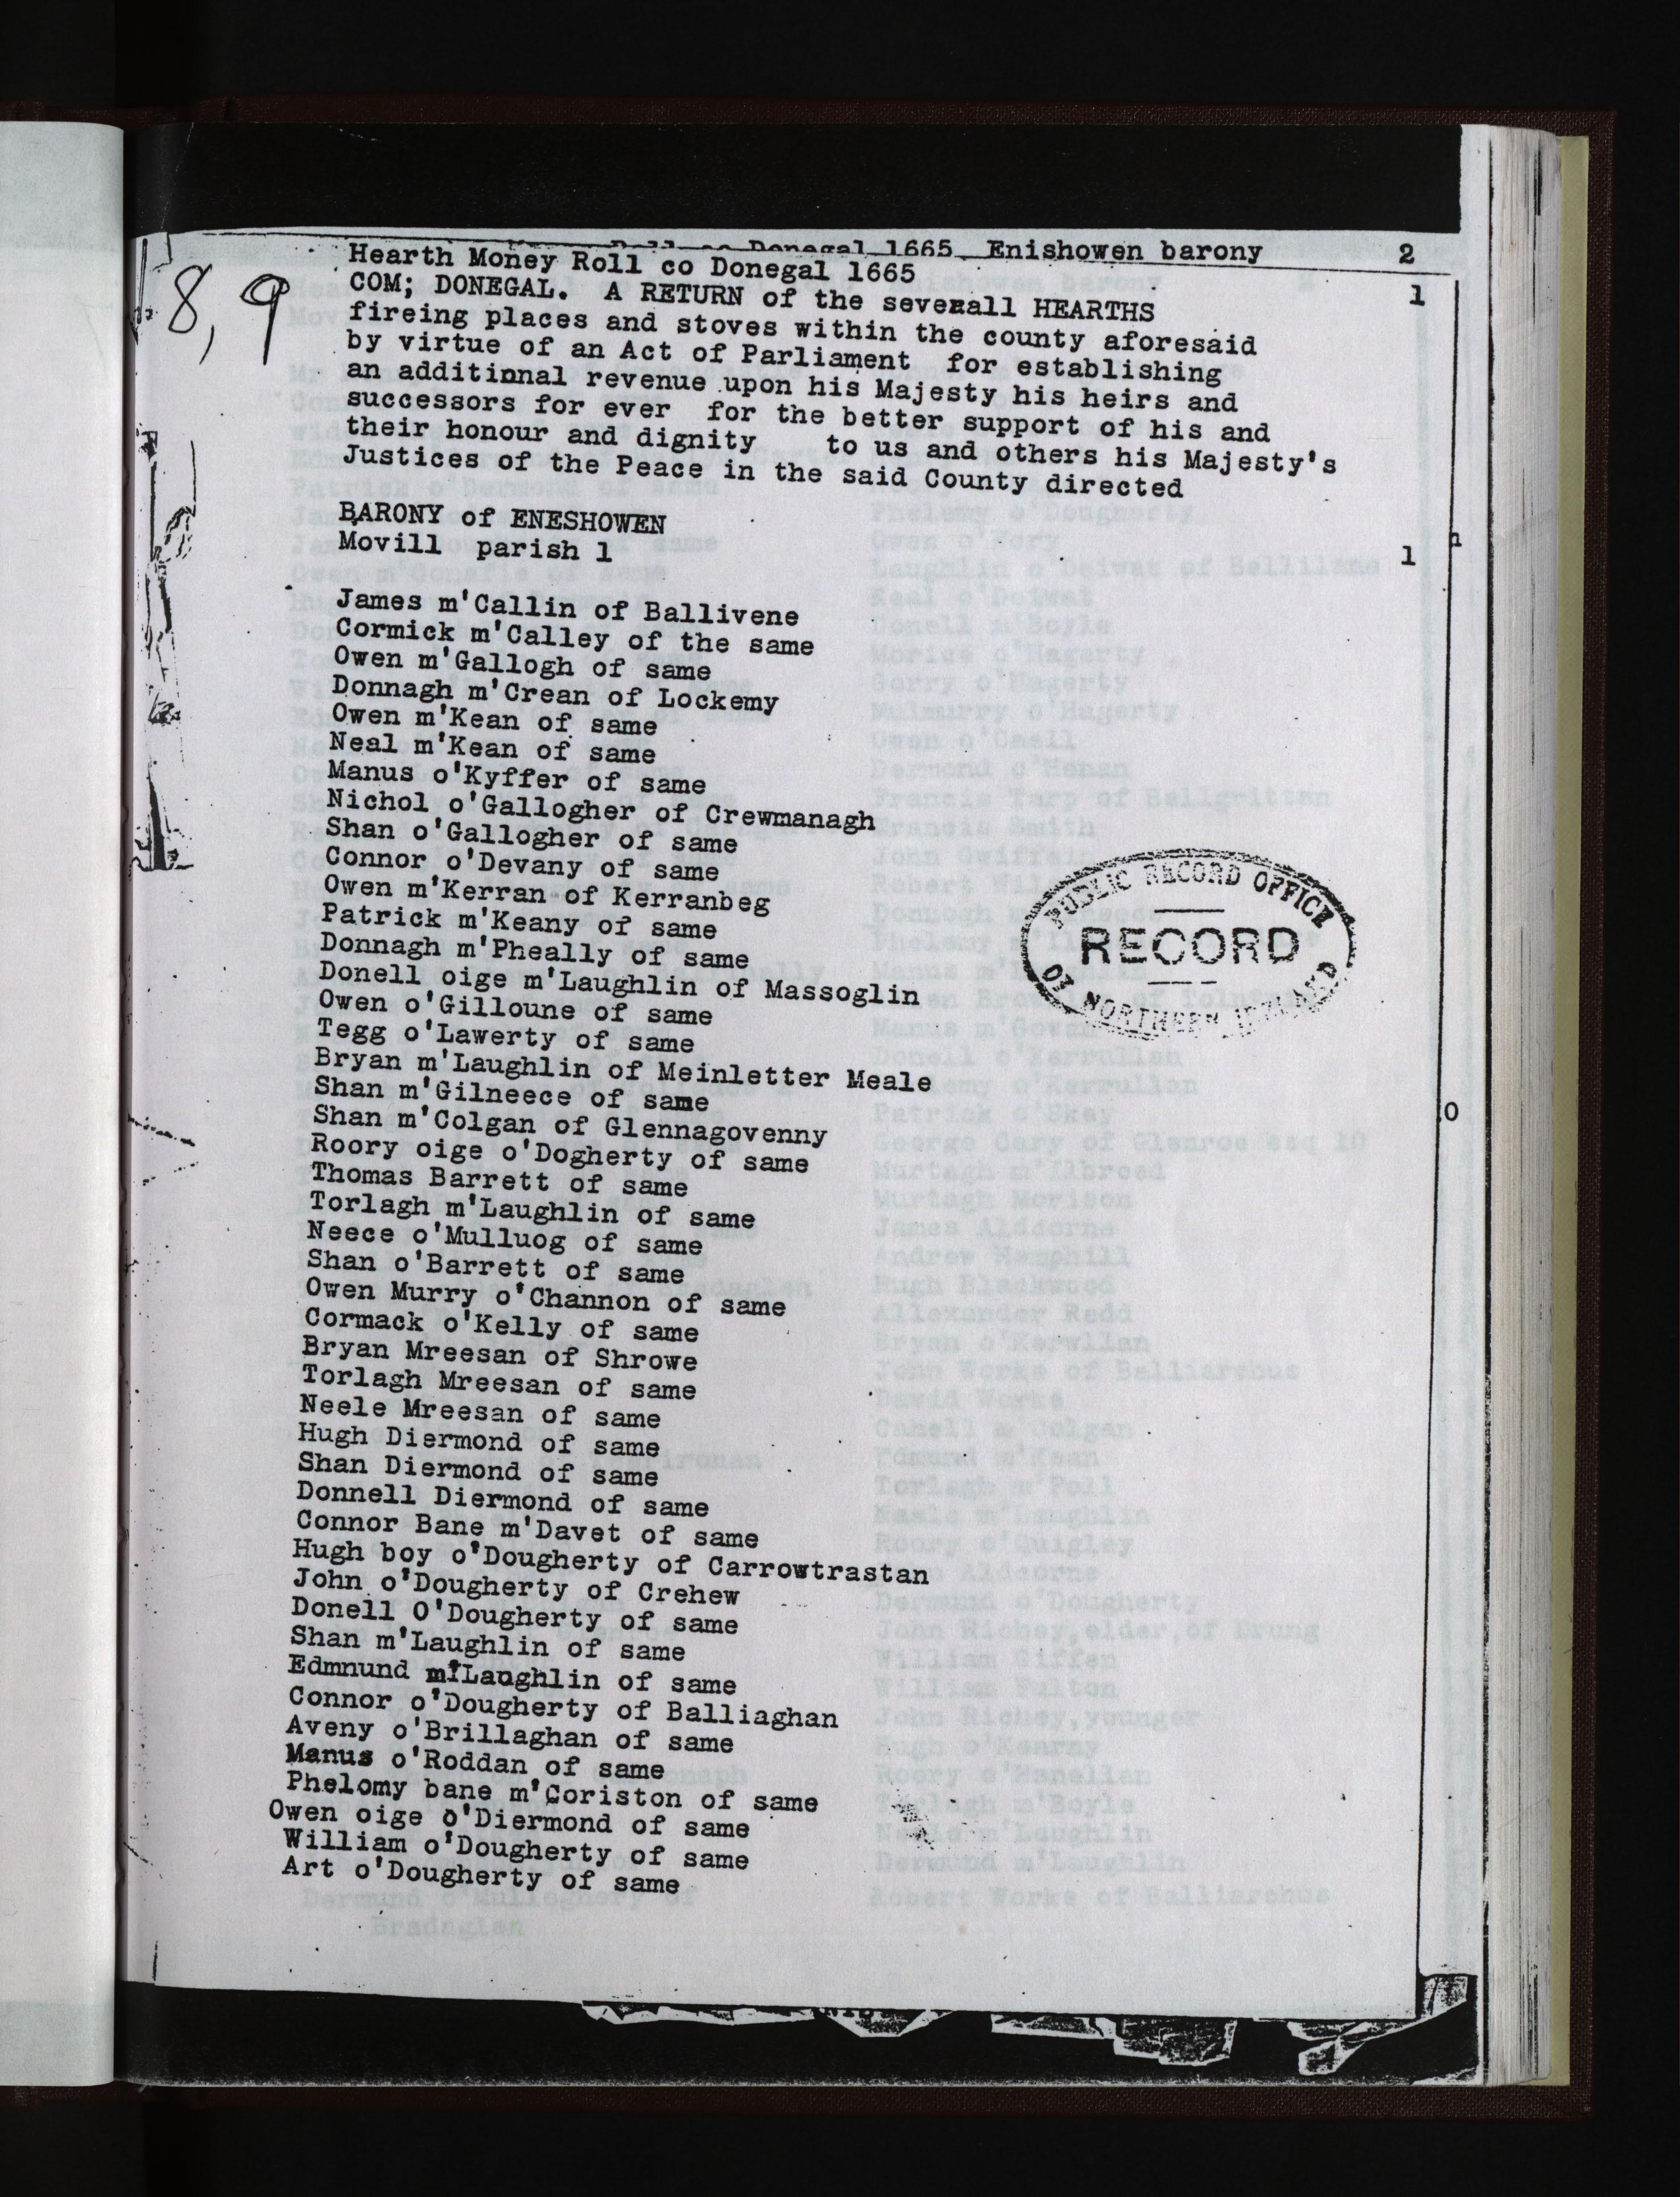 Donegal 1665 Enishowen barony 2
8, 9
Hearth Money Roll co Donegal 1665 1
COM; DONEGAL. A RETURN of the severall HEARTHS
fireing places and stoves within the county aforesaid
by virtue of an Act of Parliament for establishing
an additinnal revenue upon his Majesty his heirs and
successors for ever for the better support of his and
their honour and dignity to us and others his Majesty's
Justices of the Peace in the said County directed
BARONY of ENESHOWEN
Movill parish 1 1
James m'Callin of Ballivene
Cormick m'Calley of the same
Owen m'Gallogh of same
Donnagh m'Crean of Lockemy
Owen m'Kean of same
Neal m'Kean of same
Manus o'Kyffer of same
Nichol o'Gallogher of Crewmanagh
Shan o'Gallogher of same
Connor o'Devany of same
Owen m'Kerran of Kerranbeg
Patrick m'Keany of same
Donnagh m'Pheally of same
Donell oige m'Laughlin of Massoglin
Owen o'Gilloune of same
Tegg o'Lawerty of same
Bryan m'Laughlin of Meinletter Meale
Shan m'Gilneece of same
Shan m'Colgan of Glennagovenny
Roory oige o'Dogherty of same
Thomas Barrett of same
Torlagh m'Laughlin of same
Neece o'Mulluog of same
Shan o'Barrett of same
Owen Murry o'Channon of same
Cormack o'Kelly of same
Bryan Mreesan of Shrowe
Torlagh Mreesan of same
Neele Mreesan of same
Hugh Diermond of same
Shan Diermond of same
Donnell Diermond of same
Connor Bane m'Davet of same
Hugh boy o'Dougherty of Carrowtrastan
John o'Dougherty of Crehew
Donell O'Dougherty of same
Shan m'Laughlin of same
Edmnund m'Laughlin of same
Connor o'Dougherty of Balliaghan
Aveny o'Brillaghan of same
Manus o'Roddan of same
Phelomy bane m'Coriston of same
Owen oige o'Diermond of same
William o'Dougherty of same
Art o'Dougherty of same
PUBLIC RECORD OFFICE
RECORD
OF NORTHERN IRELAND